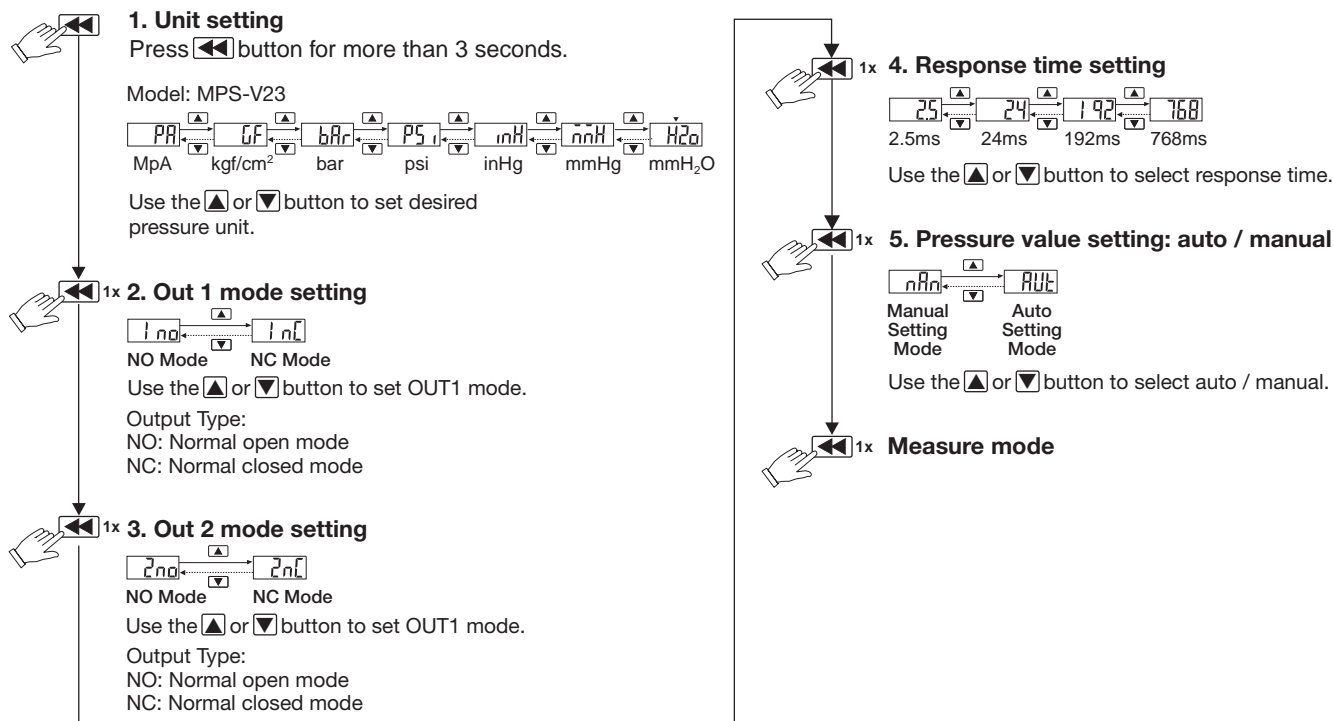 1. Unit setting
Press ◀◀ button for more than 3 seconds.
Model: MPS-V23
PA GF bAr PSi inH mmH H2o
MpA kgf/cm² bar psi inHg mmHg mmH₂O
Use the ▲ or ▼ button to set desired
pressure unit.
1x 2. Out 1 mode setting
1no 1nC
NO Mode NC Mode
Use the ▲ or ▼ button to set OUT1 mode.
Output Type:
NO: Normal open mode
NC: Normal closed mode
1x 3. Out 2 mode setting
2no 2nC
NO Mode NC Mode
Use the ▲ or ▼ button to set OUT1 mode.
Output Type:
NO: Normal open mode
NC: Normal closed mode
1x 4. Response time setting
2.5 24 192 768
2.5ms 24ms 192ms 768ms
Use the ▲ or ▼ button to select response time.
1x 5. Pressure value setting: auto / manual
nAn AUt
Manual Auto
Setting Setting
Mode Mode
Use the ▲ or ▼ button to select auto / manual.
1x Measure mode